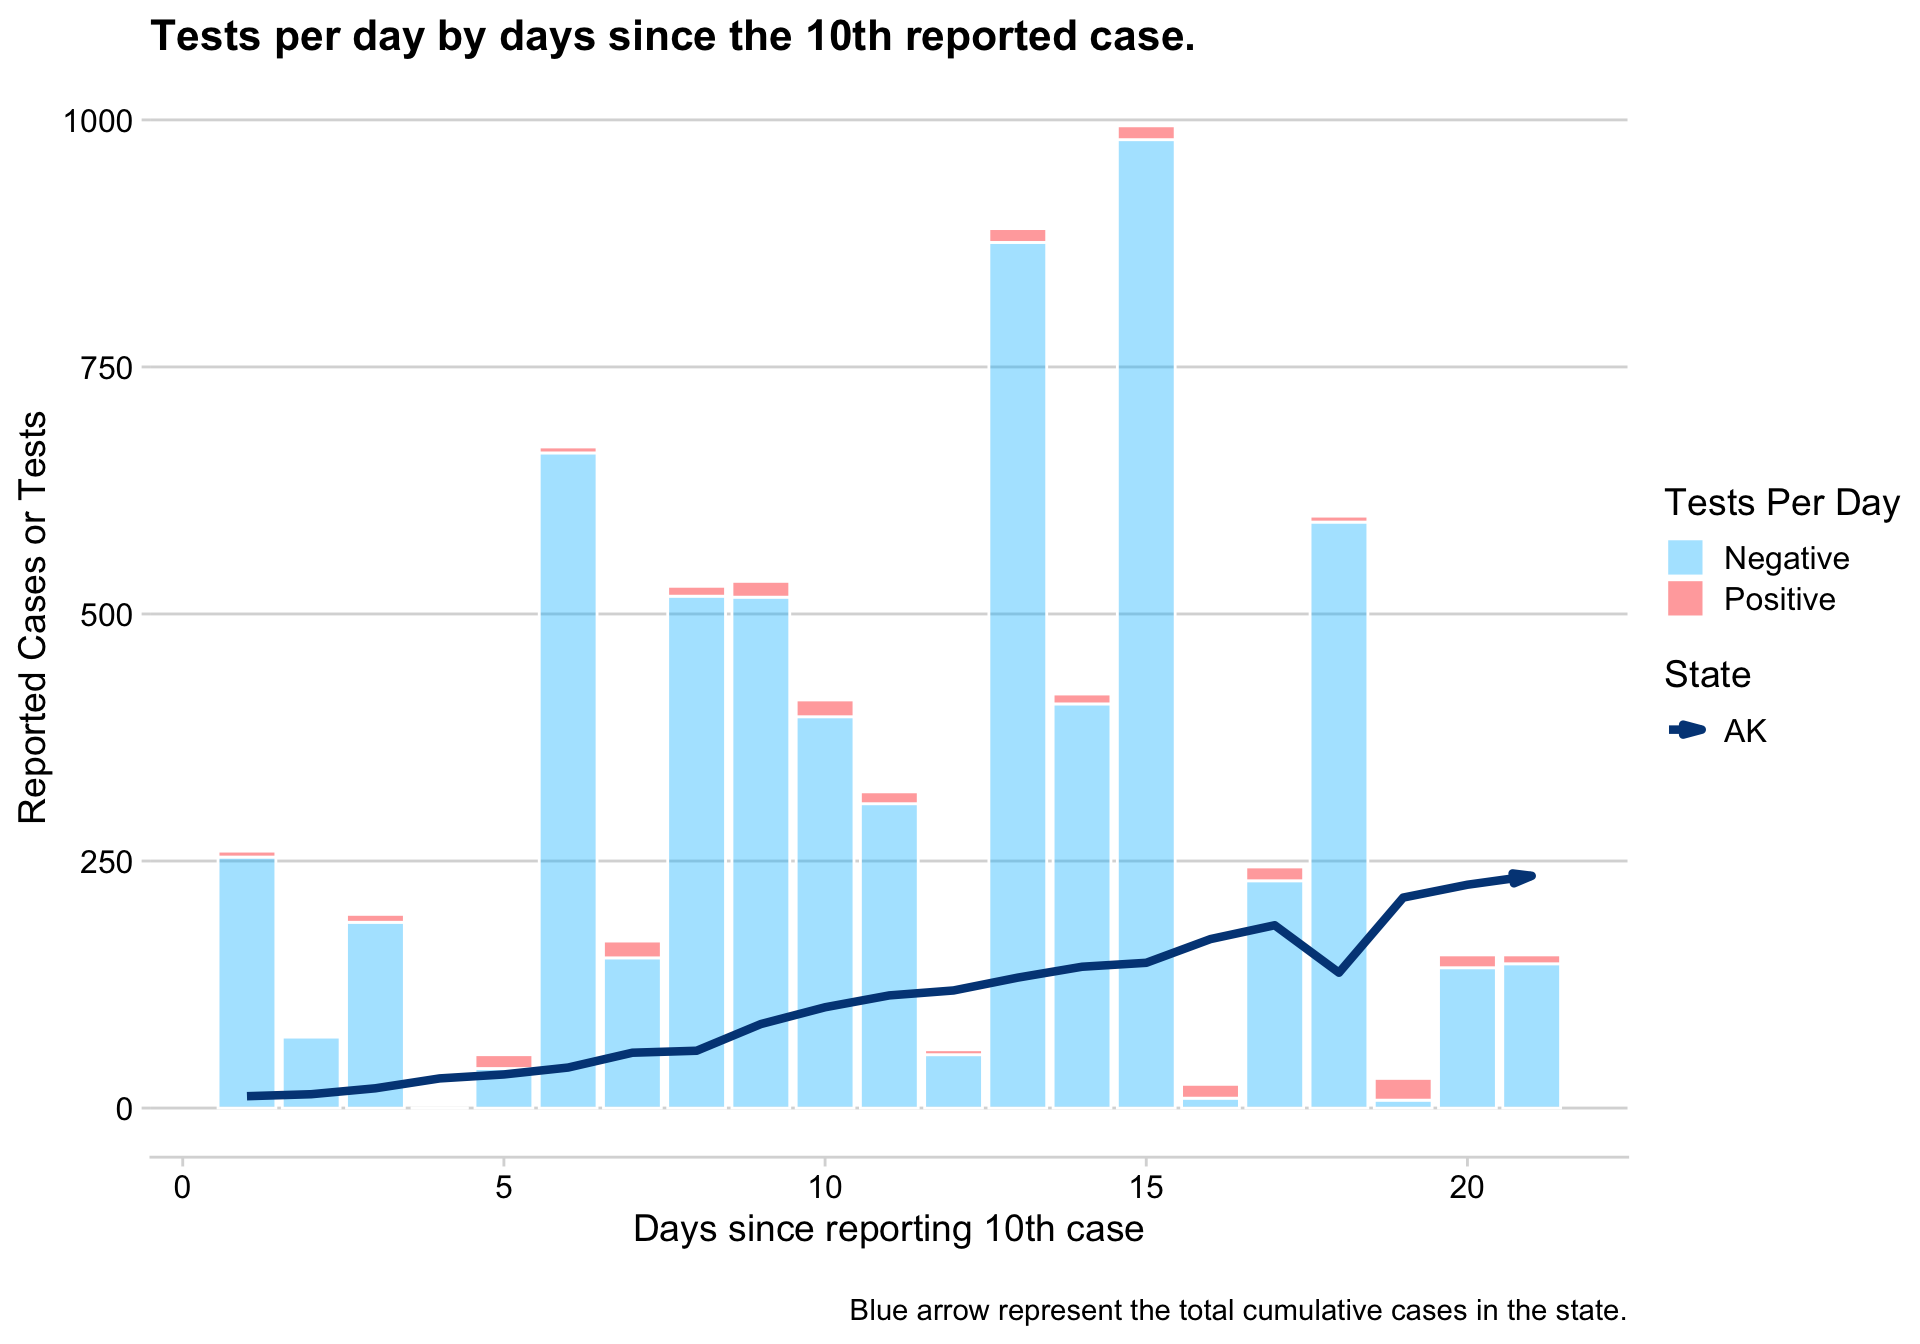 Tests per day by days since the 10th reported case.
1000
750
500
250
0
Reported Cases or Tests
0 5 10 15 20
Days since reporting 10th case
Tests Per Day
Negative
Positive
State
AK
Blue arrow represent the total cumulative cases in the state.